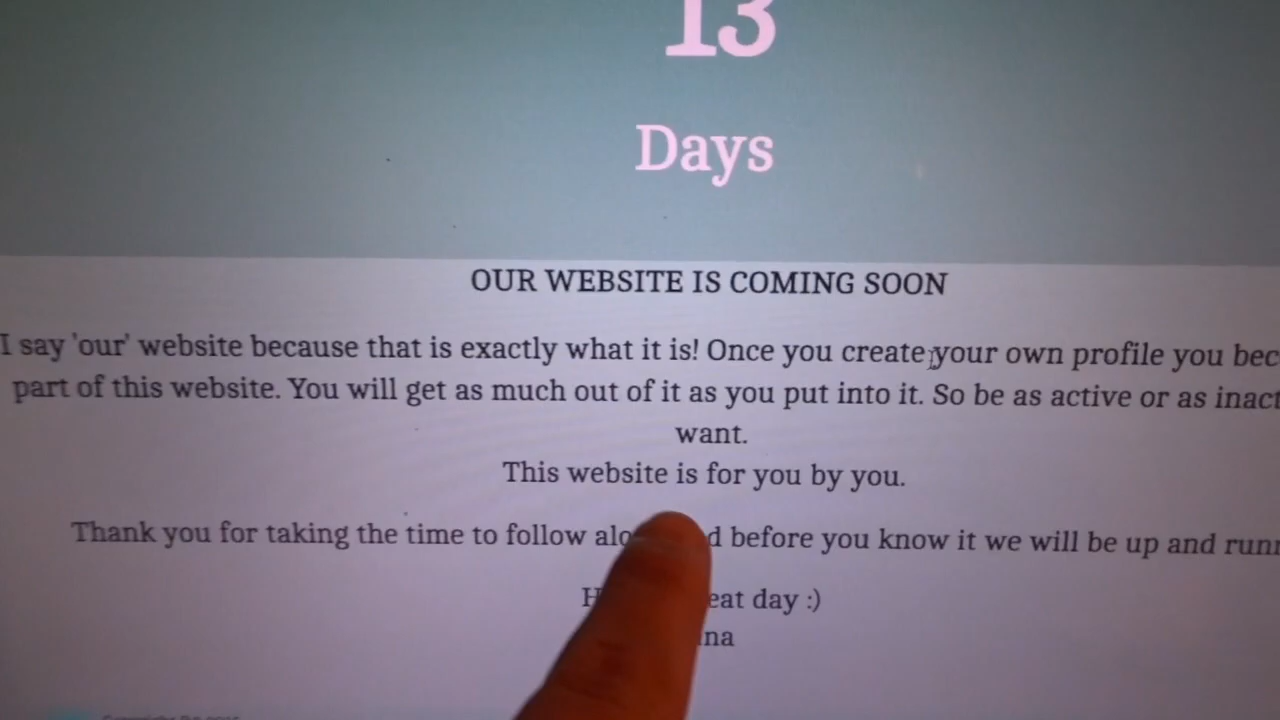 13
Days
OUR WEBSITE IS COMING SOON
I say 'our' website because that is exactly what it is! Once you create your own profile you bec
part of this website. You will get as much out of it as you put into it. So be as active or as inact
want.
This website is for you by you.
Thank you for taking the time to follow alo d before you know it we will be up and runn
H eat day :)
na